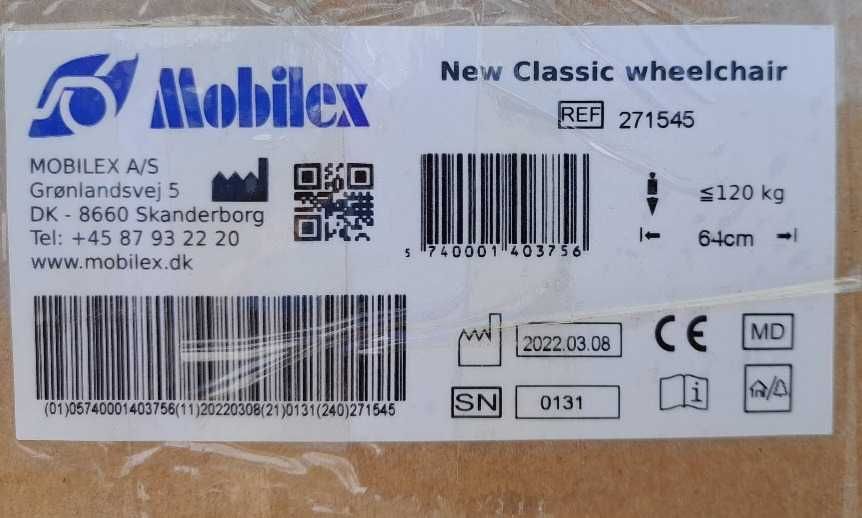 Mobilex
New Classic wheelchair
REF 271545
MOBILEX A/S
Grønlandsvej 5
DK - 8660 Skanderborg
Tel: +45 87 93 22 20
www.mobilex.dk
5 740001 403756
≦120 kg
64cm
(01)05740001403756(11)20220308(21)0131(240)271545
2022.03.08
CE
MD
SN
0131
i